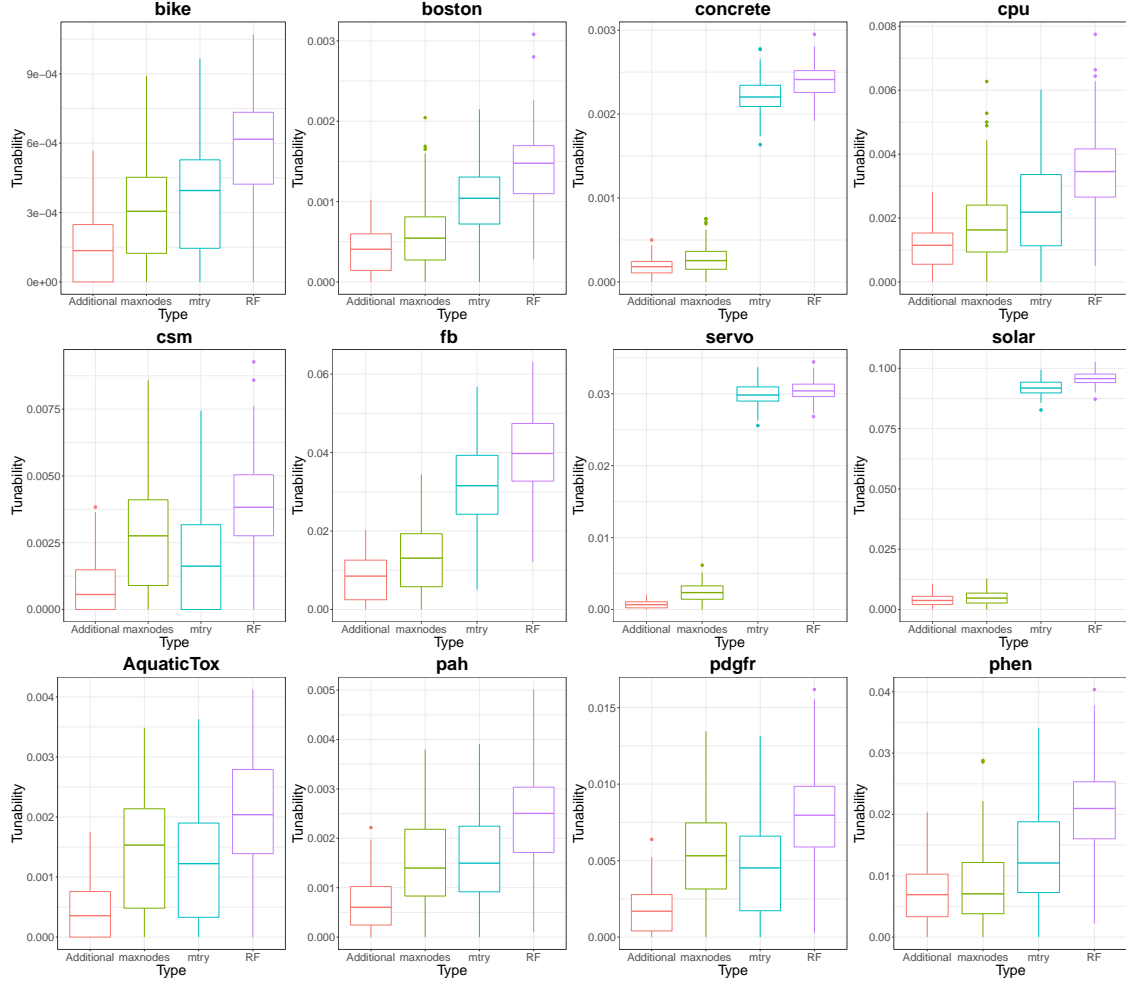 bike
Tunability
9e−04
6e−04
3e−04
0e+00
Additional maxnodes mtry RF
Type
boston
Tunability
0.003
0.002
0.001
0.000
Additional maxnodes mtry RF
Type
concrete
Tunability
0.003
0.002
0.001
0.000
Additional maxnodes mtry RF
Type
cpu
Tunability
0.008
0.006
0.004
0.002
0.000
Additional maxnodes mtry RF
Type
csm
Tunability
0.0075
0.0050
0.0025
0.0000
Additional maxnodes mtry RF
Type
fb
Tunability
0.06
0.04
0.02
0.00
Additional maxnodes mtry RF
Type
servo
Tunability
0.03
0.02
0.01
0.00
Additional maxnodes mtry RF
Type
solar
Tunability
0.100
0.075
0.050
0.025
0.000
Additional maxnodes mtry RF
Type
AquaticTox
Tunability
0.004
0.003
0.002
0.001
0.000
Additional maxnodes mtry RF
Type
pah
Tunability
0.005
0.004
0.003
0.002
0.001
0.000
Additional maxnodes mtry RF
Type
pdgfr
Tunability
0.015
0.010
0.005
0.000
Additional maxnodes mtry RF
Type
phen
Tunability
0.04
0.03
0.02
0.01
0.00
Additional maxnodes mtry RF
Type